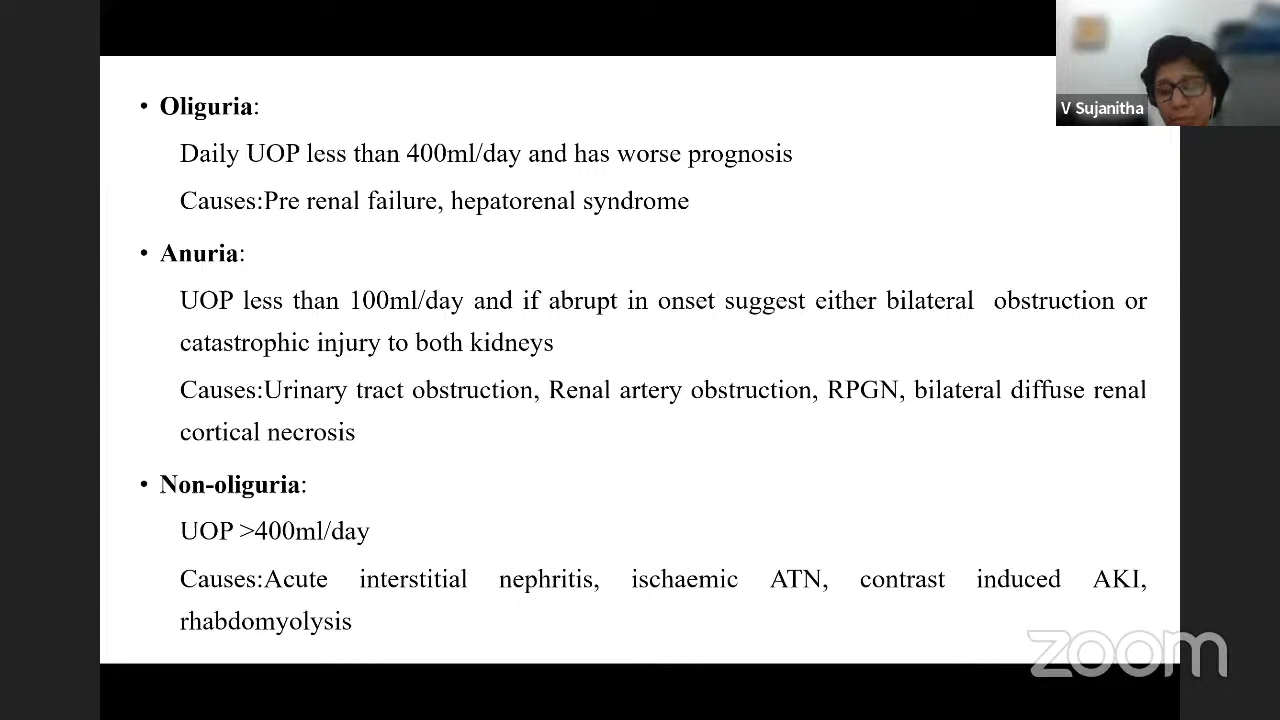 V Sujanitha
• Oliguria:
Daily UOP less than 400ml/day and has worse prognosis
Causes:Pre renal failure, hepatorenal syndrome
• Anuria:
UOP less than 100ml/day and if abrupt in onset suggest either bilateral obstruction or
catastrophic injury to both kidneys
Causes:Urinary tract obstruction, Renal artery obstruction, RPGN, bilateral diffuse renal
cortical necrosis
• Non-oliguria:
UOP >400ml/day
Causes:Acute interstitial nephritis, ischaemic ATN, contrast induced AKI,
rhabdomyolysis
zoom